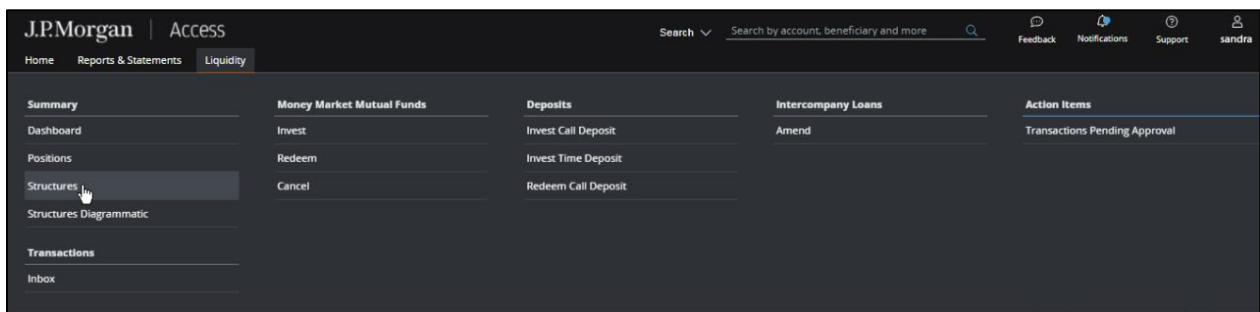 J.P.Morgan | Access
Search
Search by account, beneficiary and more
Feedback
Notifications
Support
sandra
Home
Reports & Statements
Liquidity
Summary
Dashboard
Positions
Structures
Structures Diagrammatic
Transactions
Inbox
Money Market Mutual Funds
Invest
Redeem
Cancel
Deposits
Invest Call Deposit
Invest Time Deposit
Redeem Call Deposit
Intercompany Loans
Amend
Action Items
Transactions Pending Approval